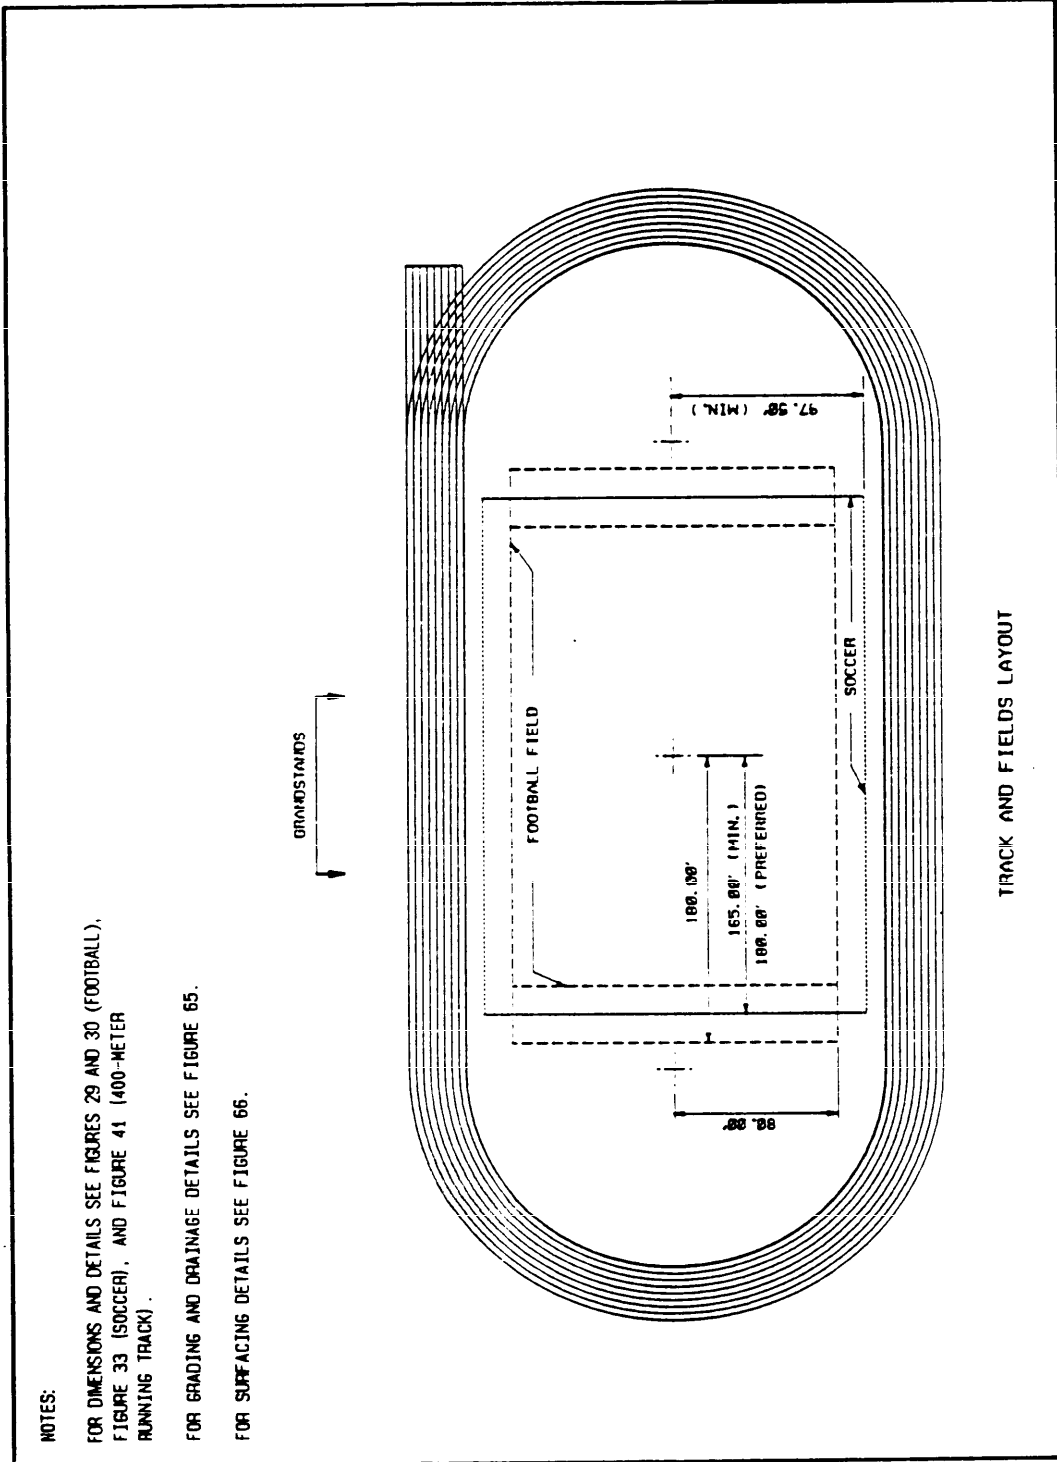 NOTES:
FOR DIMENSIONS AND DETAILS SEE FIGURES 29 AND 30 (FOOTBALL),
FIGURE 33 (SOCCER), AND FIGURE 41 (400-METER
RUNNING TRACK).
FOR GRADING AND DRAINAGE DETAILS SEE FIGURE 65.
FOR SURFACING DETAILS SEE FIGURE 66.
GRANDSTANDS
FOOTBALL FIELD
180.00'
165.00' (MIN.)
180.00' (PREFERRED)
80.00'
97.50' (MIN.)
SOCCER
TRACK AND FIELDS LAYOUT